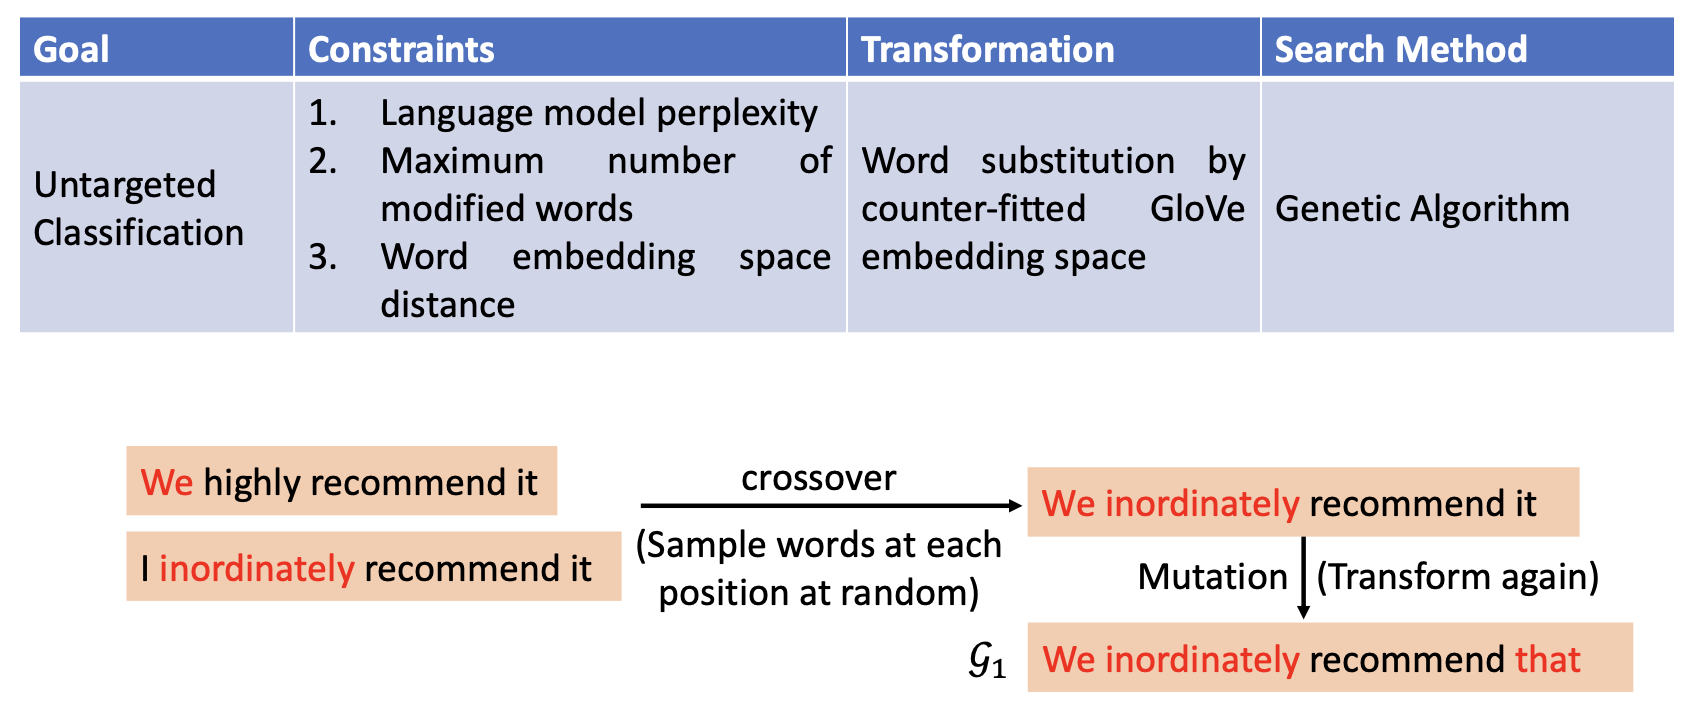 Goal
Constraints
Transformation
Search Method
Untargeted
Classification
1. Language model perplexity
2. Maximum number of
modified words
3. Word embedding space
distance
Word substitution by
counter-fitted GloVe
embedding space
Genetic Algorithm
We highly recommend it
I inordinately recommend it
crossover
(Sample words at each
position at random)
We inordinately recommend it
Mutation (Transform again)
𝒢₁ We inordinately recommend that